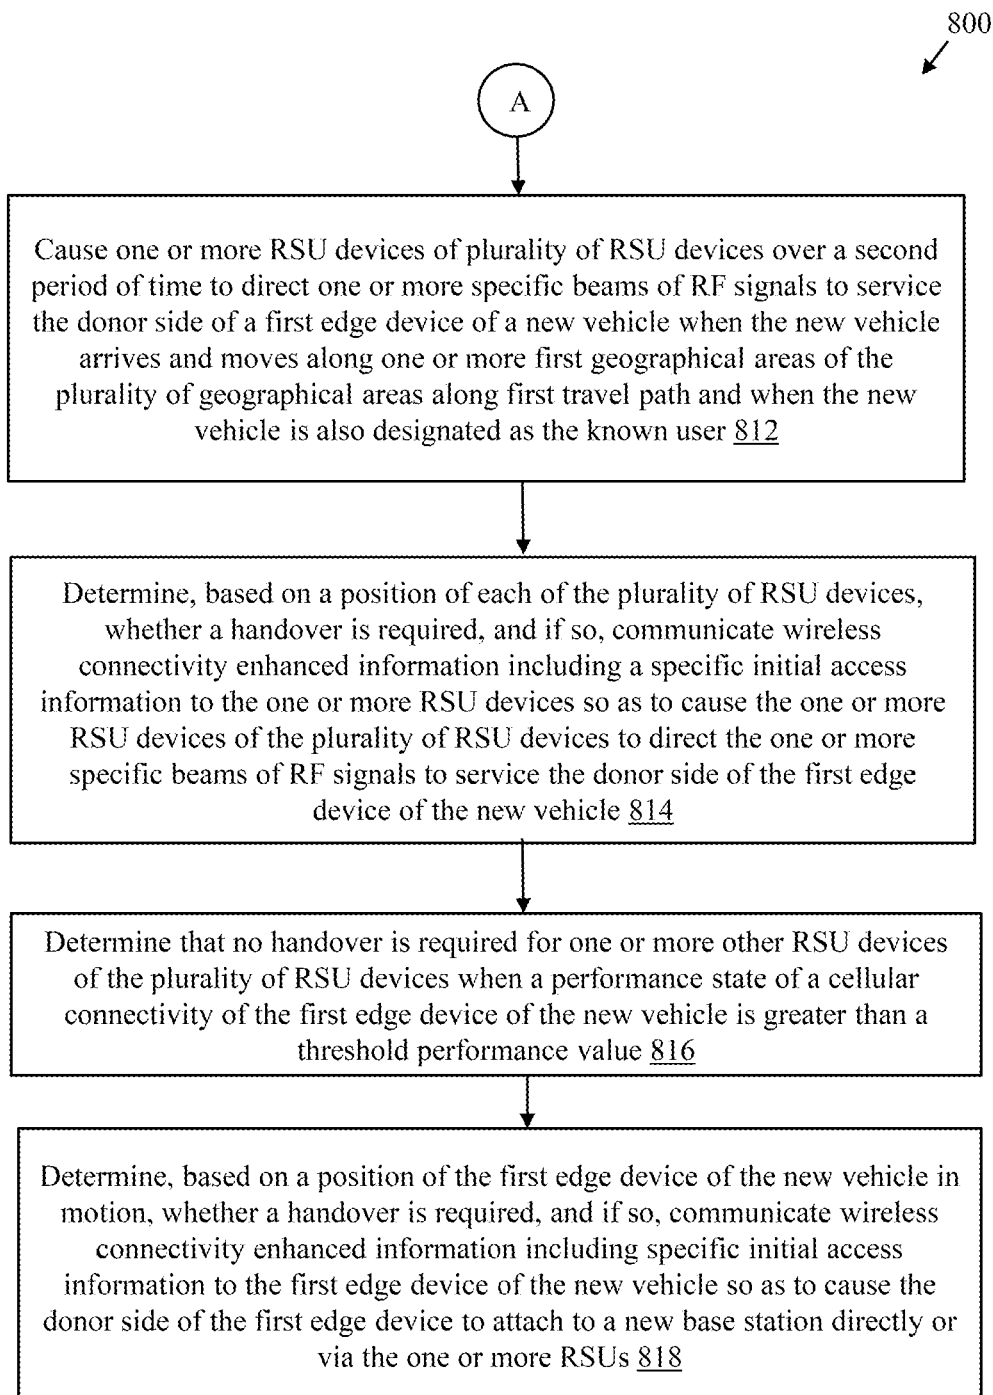 800
A
Cause one or more RSU devices of plurality of RSU devices over a second
period of time to direct one or more specific beams of RF signals to service
the donor side of a first edge device of a new vehicle when the new vehicle
arrives and moves along one or more first geographical areas of the
plurality of geographical areas along first travel path and when the new
vehicle is also designated as the known user 812
Determine, based on a position of each of the plurality of RSU devices,
whether a handover is required, and if so, communicate wireless
connectivity enhanced information including a specific initial access
information to the one or more RSU devices so as to cause the one or more
RSU devices of the plurality of RSU devices to direct the one or more
specific beams of RF signals to service the donor side of the first edge
device of the new vehicle 814
Determine that no handover is required for one or more other RSU devices
of the plurality of RSU devices when a performance state of a cellular
connectivity of the first edge device of the new vehicle is greater than a
threshold performance value 816
Determine, based on a position of the first edge device of the new vehicle in
motion, whether a handover is required, and if so, communicate wireless
connectivity enhanced information including specific initial access
information to the first edge device of the new vehicle so as to cause the
donor side of the first edge device to attach to a new base station directly or
via the one or more RSUs 818